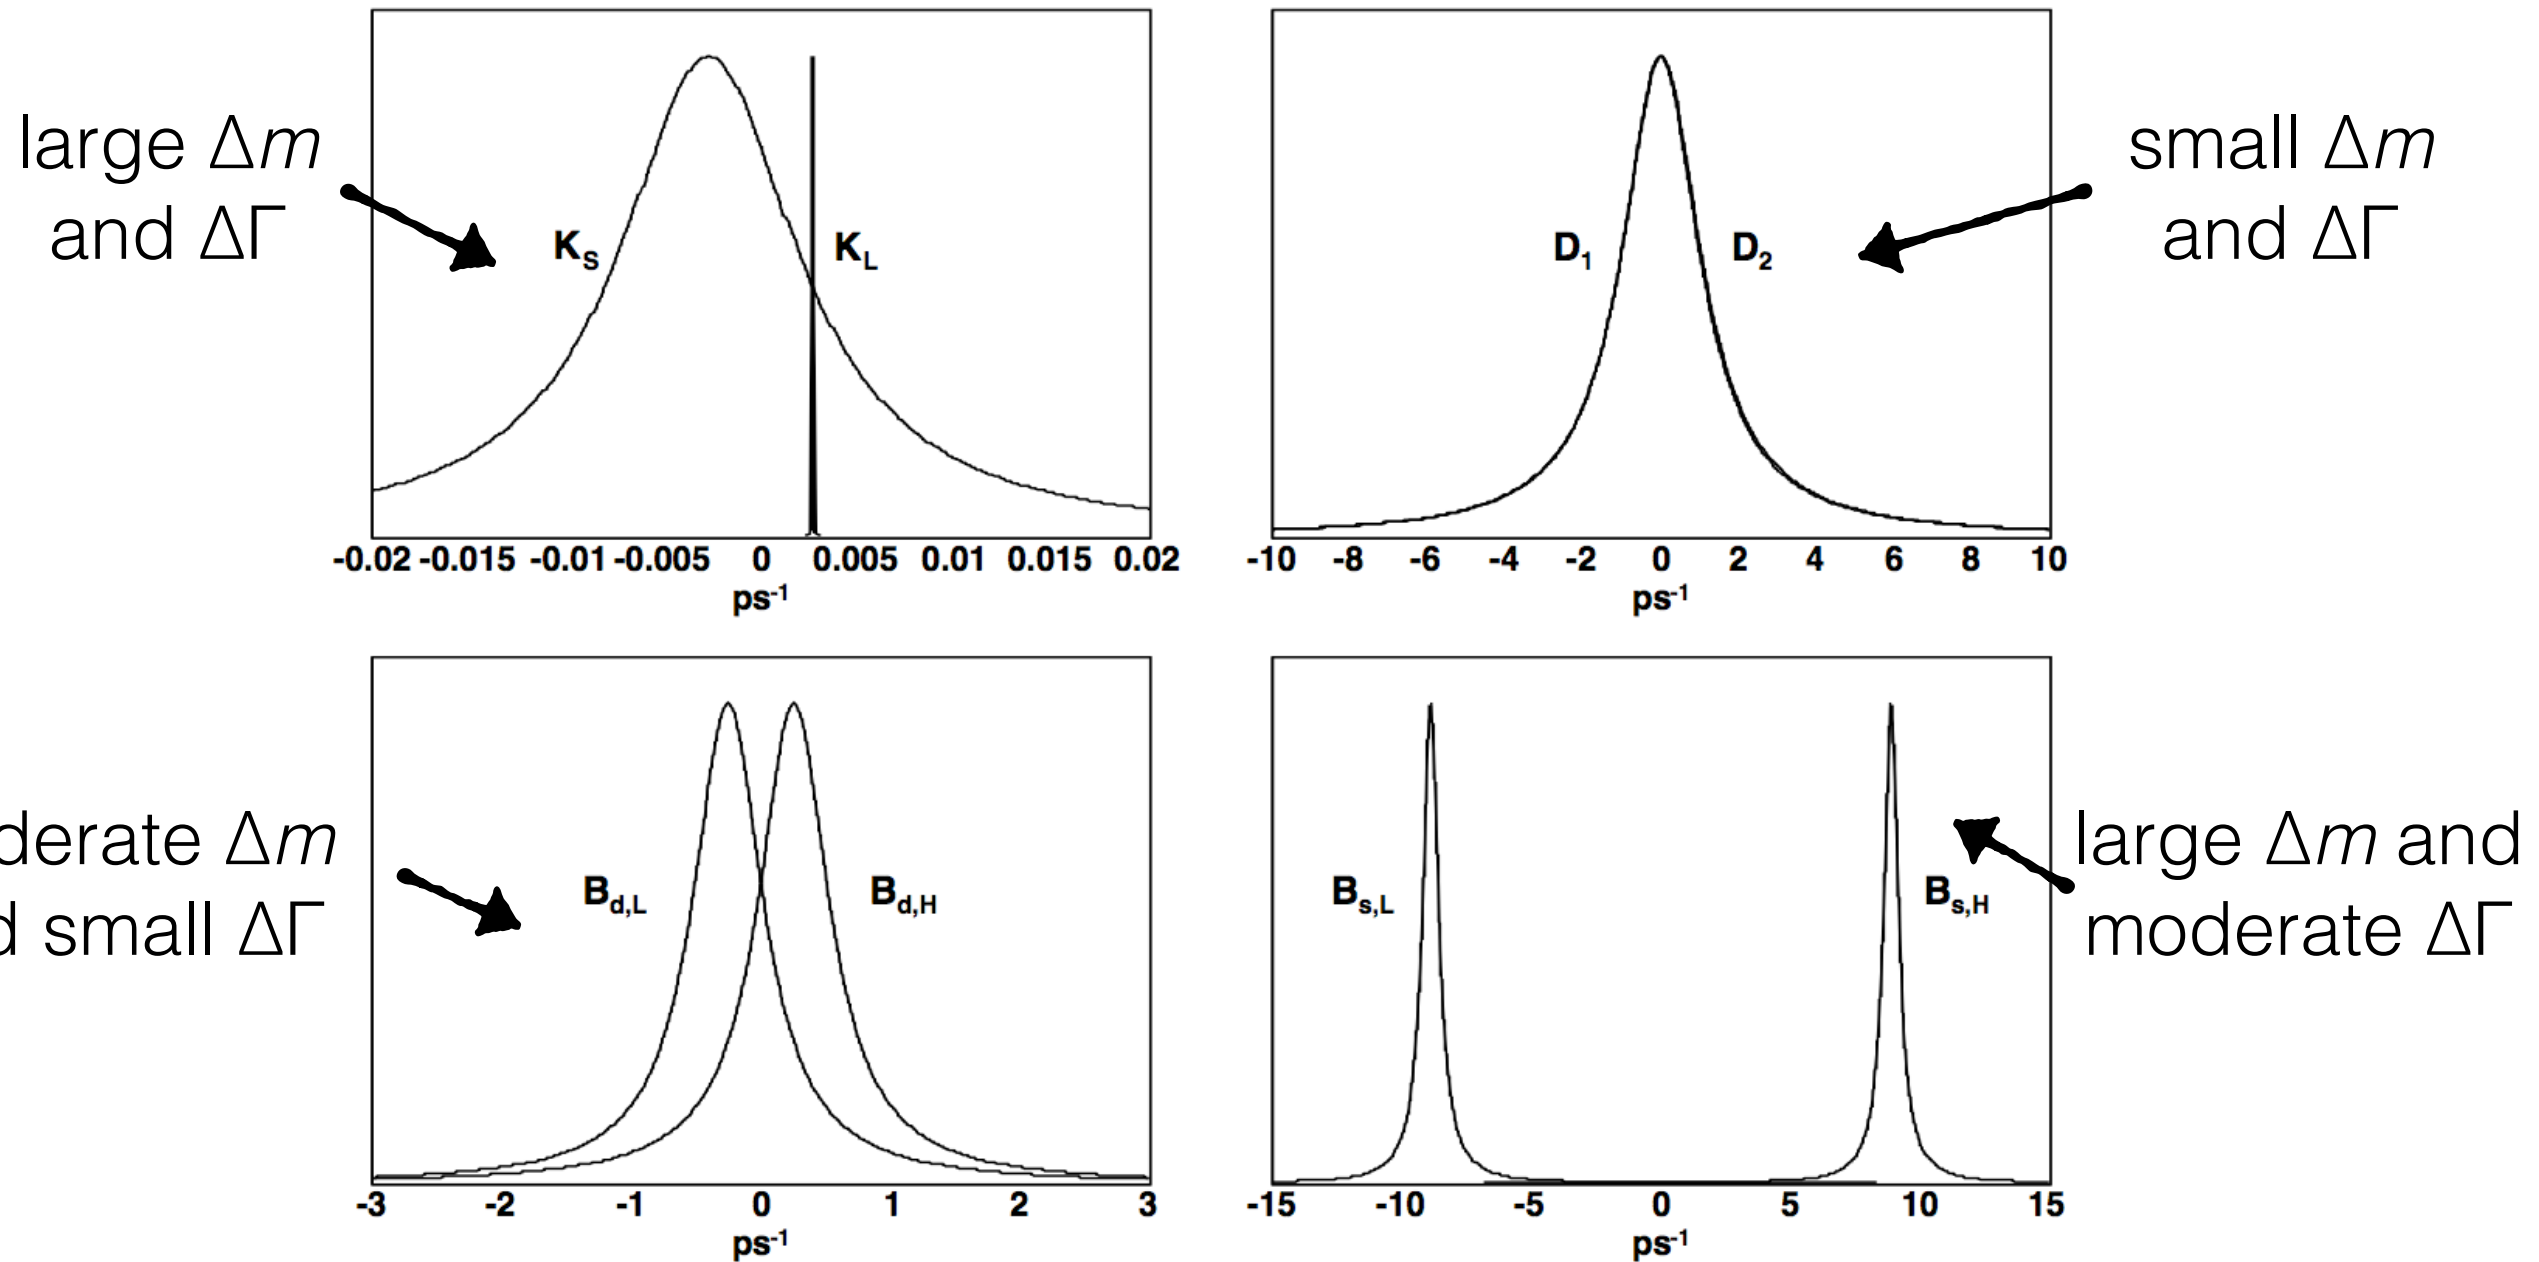 large Δm
and ΔΓ
K_S
K_L
-0.02 -0.015 -0.01 -0.005 0 0.005 0.01 0.015 0.02
ps⁻¹
D₁
D₂
small Δm
and ΔΓ
-10 -8 -6 -4 -2 0 2 4 6 8 10
ps⁻¹
derate Δm
d small ΔΓ
B_d,L
B_d,H
-3 -2 -1 0 1 2 3
ps⁻¹
B_s,L
B_s,H
large Δm and
moderate ΔΓ
-15 -10 -5 0 5 10 15
ps⁻¹